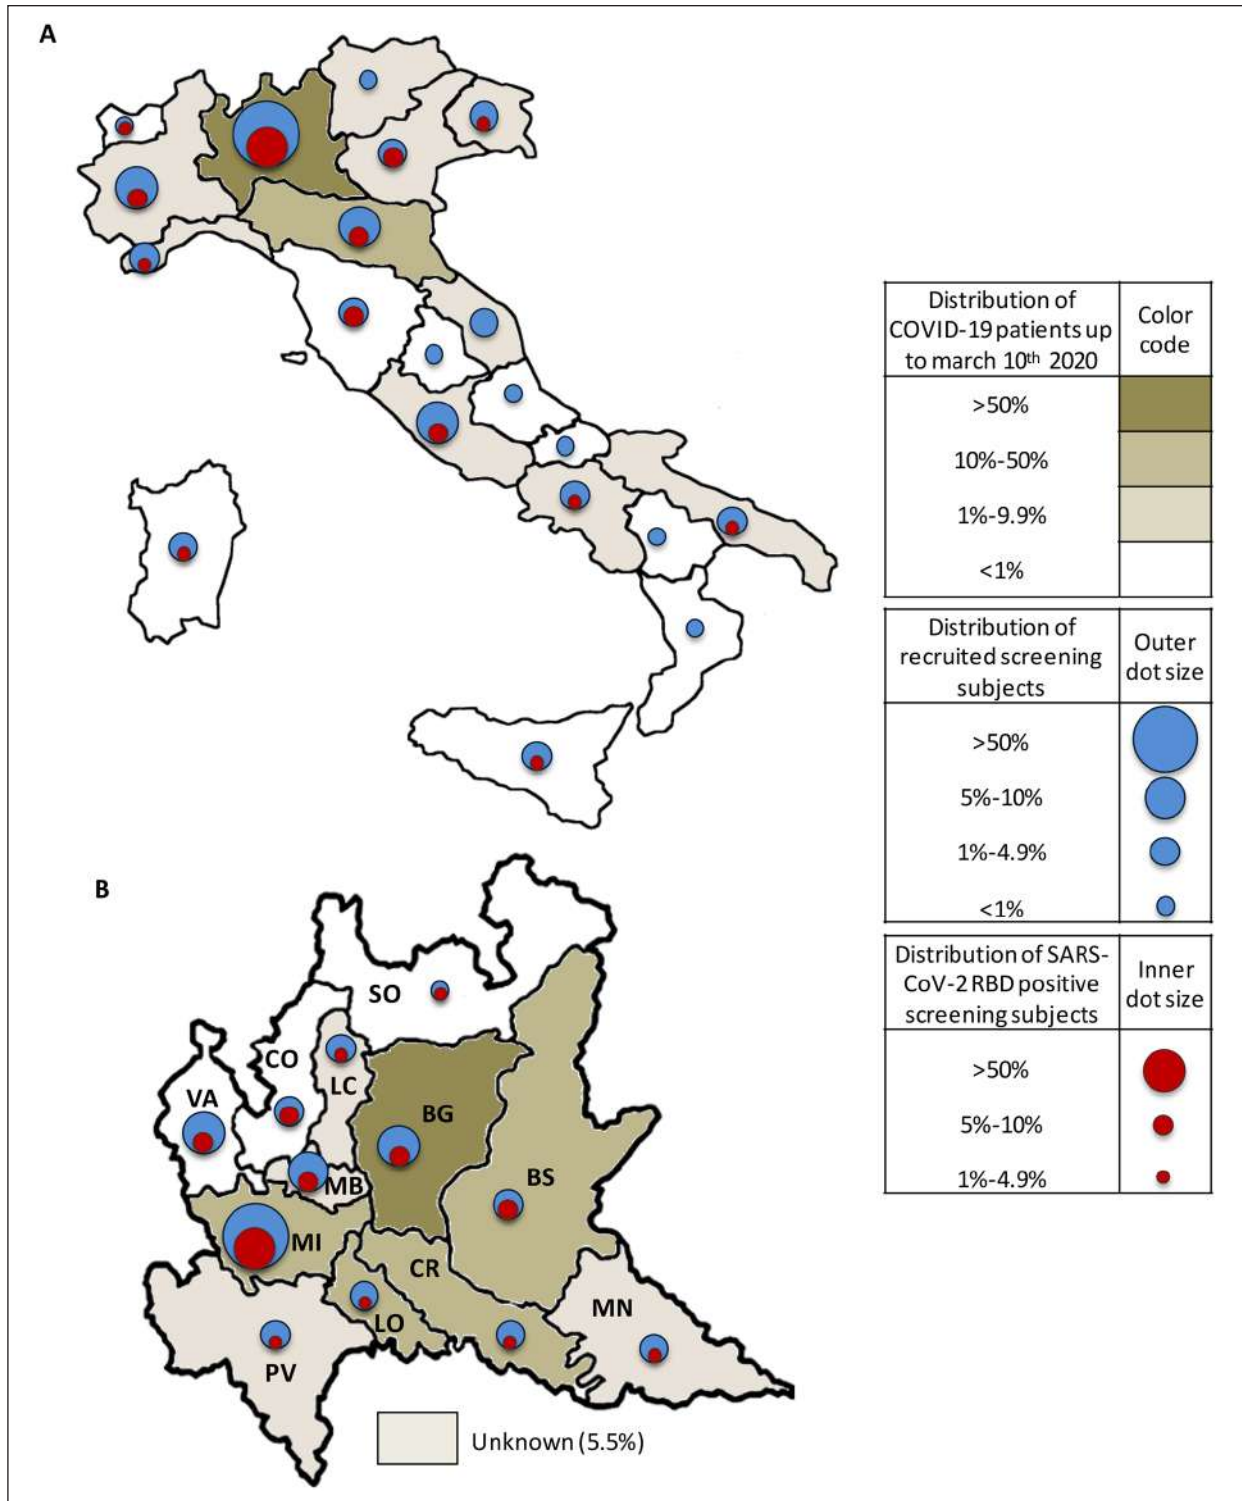 A
Distribution of
COVID-19 patients up
to march 10th 2020
Color
code
>50%
10%-50%
1%-9.9%
<1%
Distribution of
recruited screening
subjects
Outer
dot size
>50%
5%-10%
1%-4.9%
<1%
Distribution of SARS-
CoV-2 RBD positive
screening subjects
Inner
dot size
>50%
5%-10%
1%-4.9%
B
SO
CO
LC
VA
BG
MB
BS
MI
CR
LO
MN
PV
Unknown (5.5%)